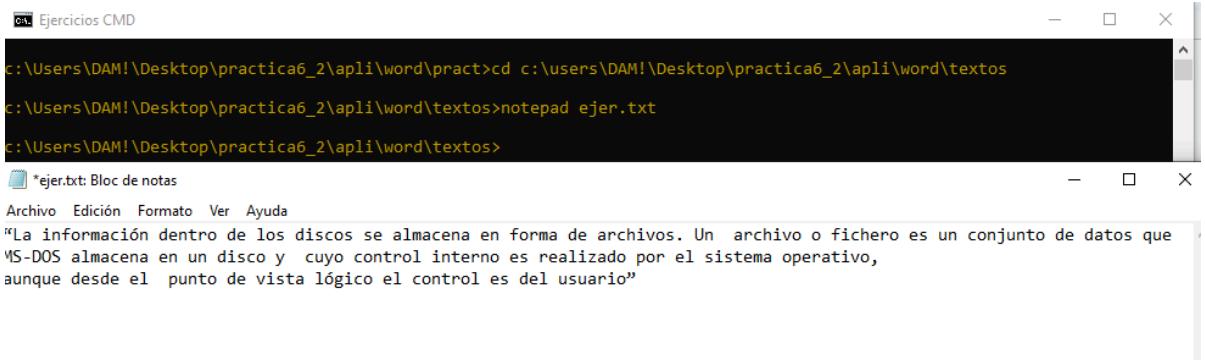 Ejercicios CMD
c:\Users\DAM!\Desktop\practica6_2\apli\word\pract>cd c:\users\DAM!\Desktop\practica6_2\apli\word\textos
c:\Users\DAM!\Desktop\practica6_2\apli\word\textos>notepad ejer.txt
c:\Users\DAM!\Desktop\practica6_2\apli\word\textos>
*ejer.txt: Bloc de notas
Archivo Edición Formato Ver Ayuda
“La información dentro de los discos se almacena en forma de archivos. Un  archivo o fichero es un conjunto de datos que
MS-DOS almacena en un disco y  cuyo control interno es realizado por el sistema operativo,
aunque desde el  punto de vista lógico el control es del usuario”